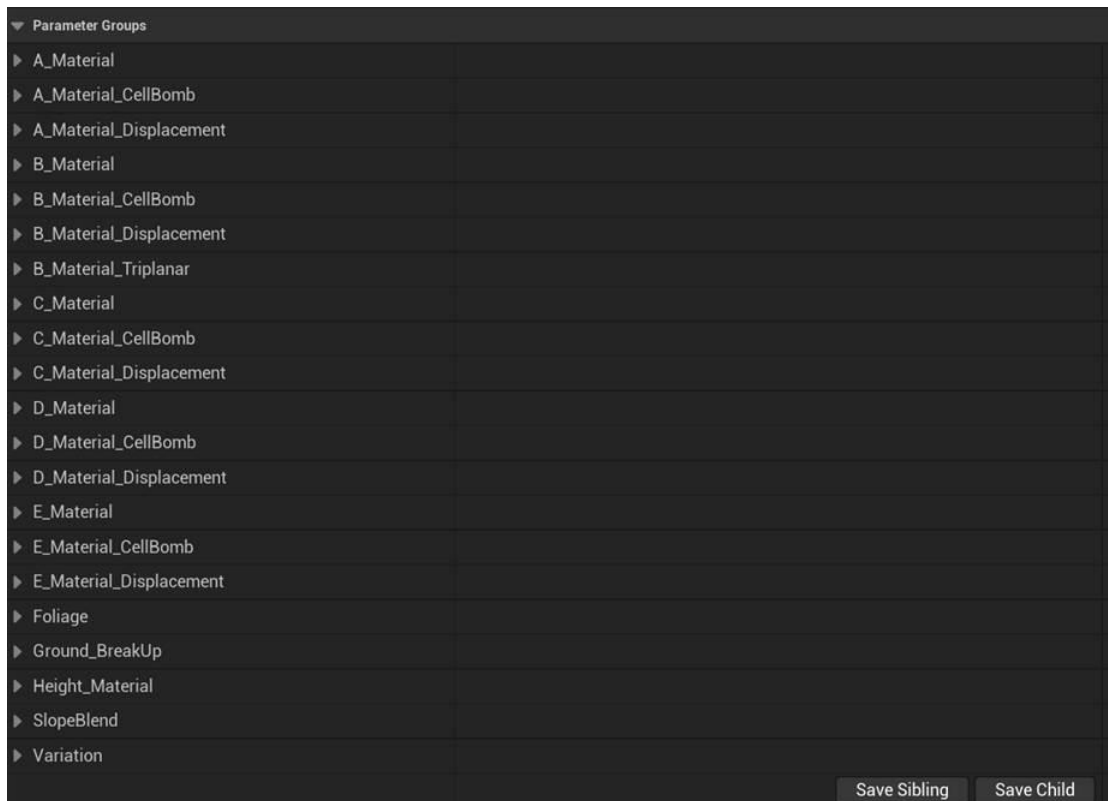 Parameter Groups
A_Material
A_Material_CellBomb
A_Material_Displacement
B_Material
B_Material_CellBomb
B_Material_Displacement
B_Material_Triplanar
C_Material
C_Material_CellBomb
C_Material_Displacement
D_Material
D_Material_CellBomb
D_Material_Displacement
E_Material
E_Material_CellBomb
E_Material_Displacement
Foliage
Ground_BreakUp
Height_Material
SlopeBlend
Variation
Save Sibling Save Child